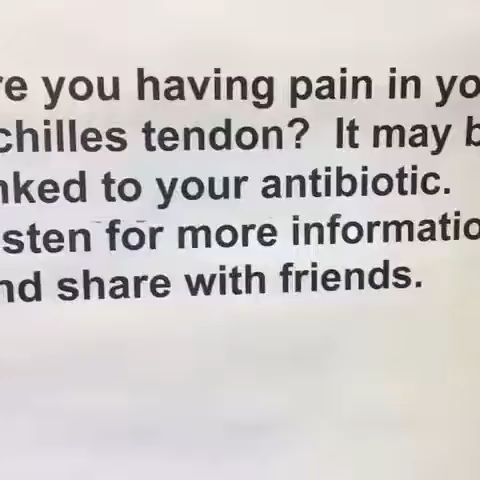 re you having pain in yo
chilles tendon? It may b
nked to your antibiotic.
sten for more informatio
nd share with friends.